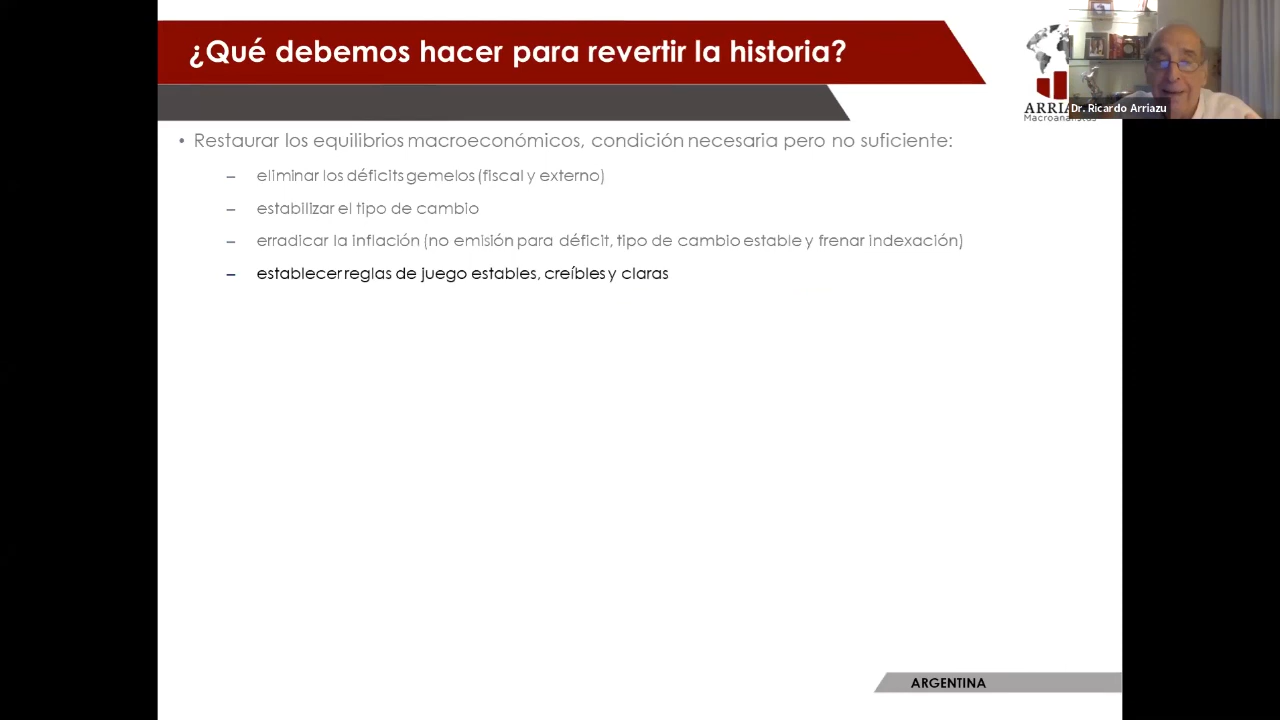 ¿Qué debemos hacer para revertir la historia?
ARRIA
Macroanalistas
Dr. Ricardo Arriazu
• Restaurar los equilibrios macroeconómicos, condición necesaria pero no suficiente:
– eliminar los déficits gemelos (fiscal y externo)
– estabilizar el tipo de cambio
– erradicar la inflación (no emisión para déficit, tipo de cambio estable y frenar indexación)
– establecer reglas de juego estables, creíbles y claras
ARGENTINA